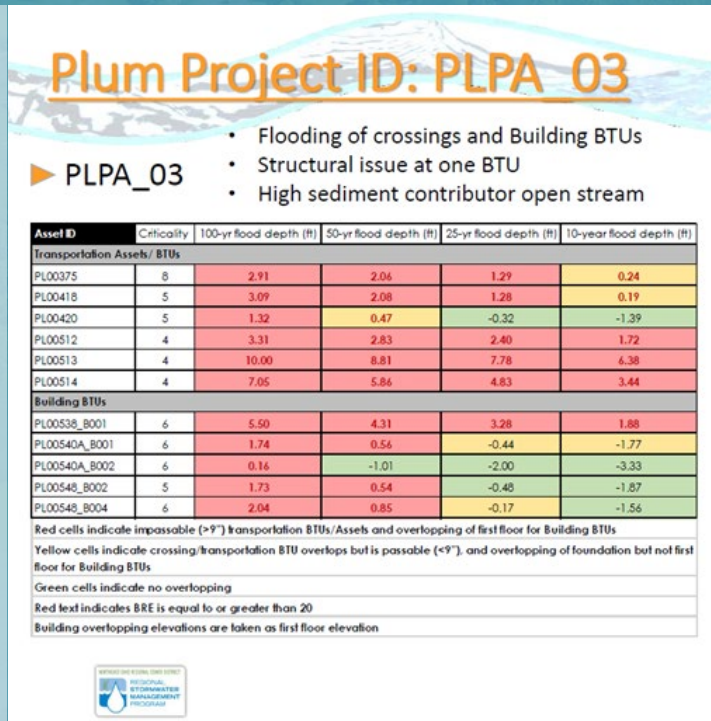 Plum Project ID: PLPA_03
▶ PLPA_03
• Flooding of crossings and Building BTUs
• Structural issue at one BTU
• High sediment contributor open stream
Asset ID Criticality 100-yr flood depth (ft) 50-yr flood depth (ft) 25-yr flood depth (ft) 10-year flood depth (ft)
Transportation Assets/ BTUs
PL00375 8 2.91 2.06 1.29 0.24
PL00418 5 3.09 2.08 1.28 0.19
PL00420 5 1.32 0.47 -0.32 -1.39
PL00512 4 3.31 2.83 2.40 1.72
PL00513 4 10.00 8.81 7.78 6.38
PL00514 4 7.05 5.86 4.83 3.44
Building BTUs
PL00538_B001 6 5.50 4.31 3.28 1.88
PL00540A_B001 6 1.74 0.56 -0.44 -1.77
PL00540A_B002 6 0.16 -1.01 -2.00 -3.33
PL00548_B002 5 1.73 0.54 -0.48 -1.87
PL00548_B004 6 2.04 0.85 -0.17 -1.56
Red cells indicate impassable (>9") transportation BTUs/Assets and overtopping of first floor for Building BTUs
Yellow cells indicate crossing/transportation BTU overtops but is passable (<9"), and overtopping of foundation but not first
floor for Building BTUs
Green cells indicate no overtopping
Red text indicates BRE is equal to or greater than 20
Building overtopping elevations are taken as first floor elevation
NORTHEAST OHIO REGIONAL SEWER DISTRICT
REGIONAL
STORMWATER
MANAGEMENT
PROGRAM